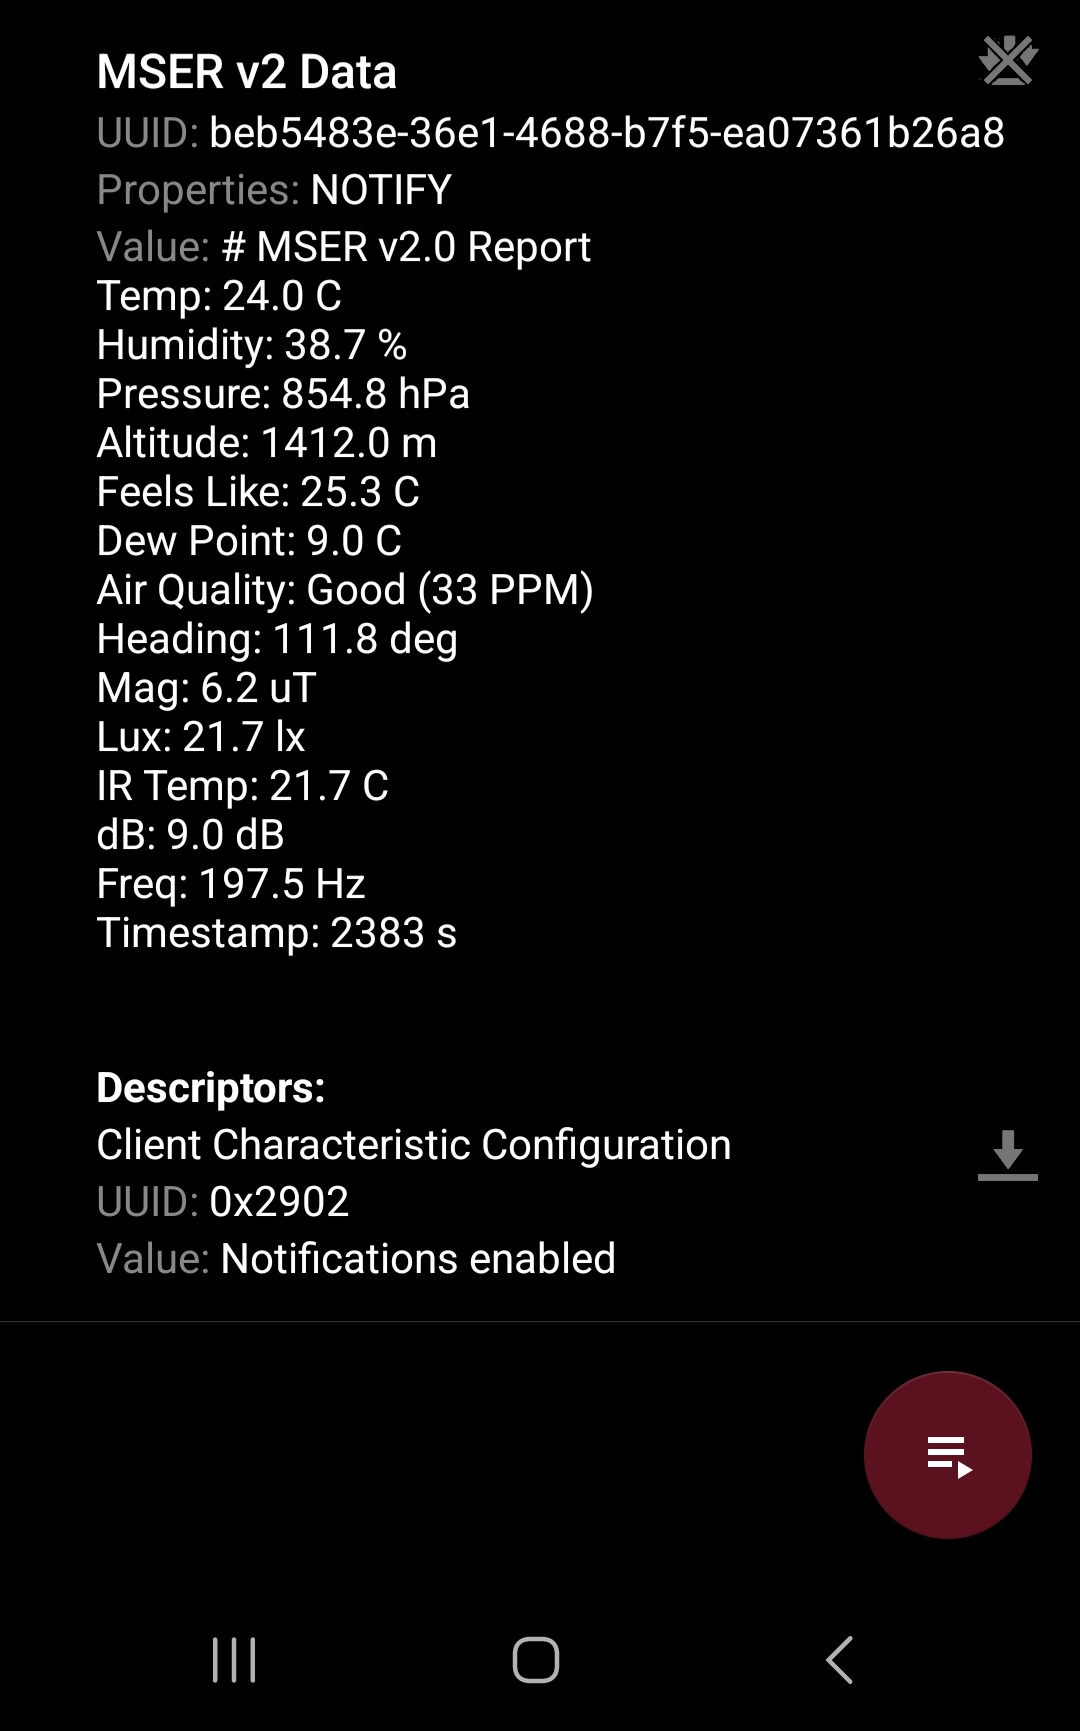 MSER v2 Data
UUID: beb5483e-36e1-4688-b7f5-ea07361b26a8
Properties: NOTIFY
Value: # MSER v2.0 Report
Temp: 24.0 C
Humidity: 38.7 %
Pressure: 854.8 hPa
Altitude: 1412.0 m
Feels Like: 25.3 C
Dew Point: 9.0 C
Air Quality: Good (33 PPM)
Heading: 111.8 deg
Mag: 6.2 uT
Lux: 21.7 lx
IR Temp: 21.7 C
dB: 9.0 dB
Freq: 197.5 Hz
Timestamp: 2383 s
Descriptors:
Client Characteristic Configuration
UUID: 0x2902
Value: Notifications enabled